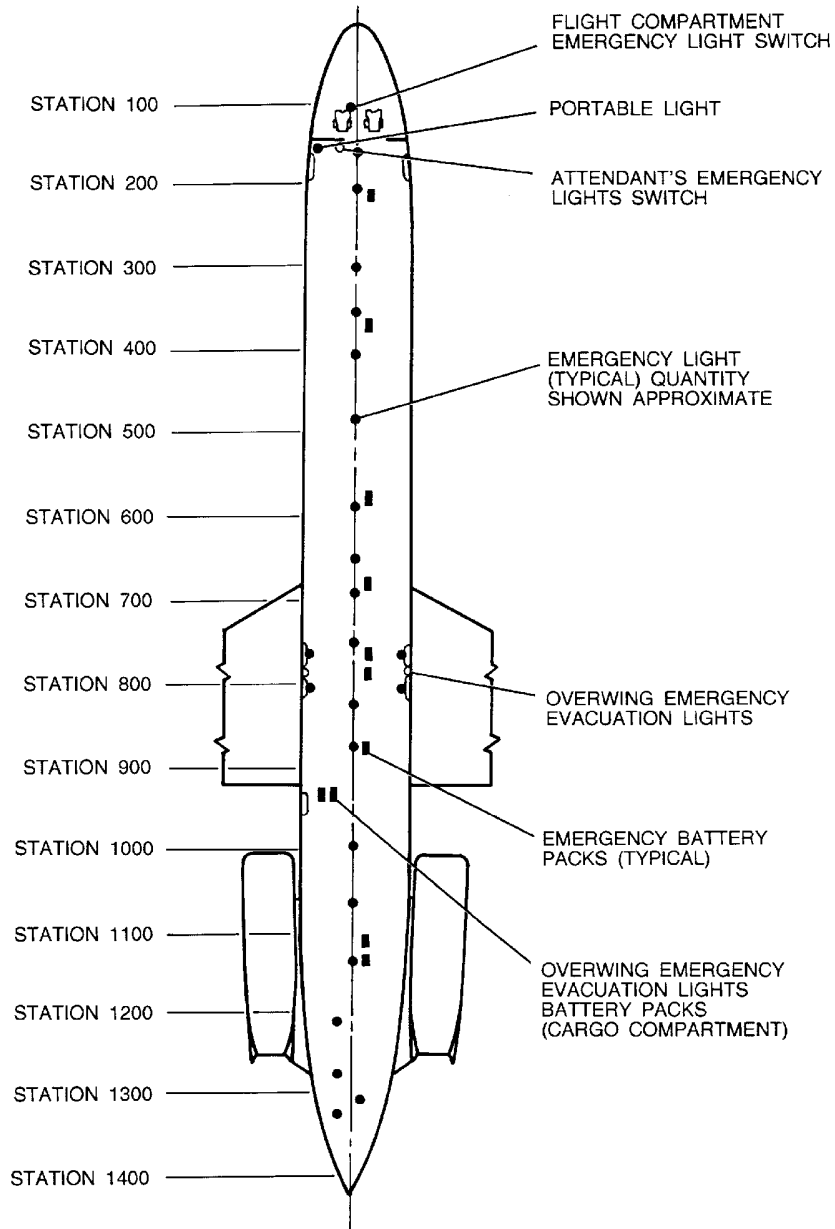 FLIGHT COMPARTMENT
EMERGENCY LIGHT SWITCH
STATION 100
PORTABLE LIGHT
STATION 200
ATTENDANT'S EMERGENCY
LIGHTS SWITCH
STATION 300
STATION 400
EMERGENCY LIGHT
(TYPICAL) QUANTITY
SHOWN APPROXIMATE
STATION 500
STATION 600
STATION 700
STATION 800
OVERWING EMERGENCY
EVACUATION LIGHTS
STATION 900
STATION 1000
EMERGENCY BATTERY
PACKS (TYPICAL)
STATION 1100
OVERWING EMERGENCY
EVACUATION LIGHTS
BATTERY PACKS
(CARGO COMPARTMENT)
STATION 1200
STATION 1300
STATION 1400